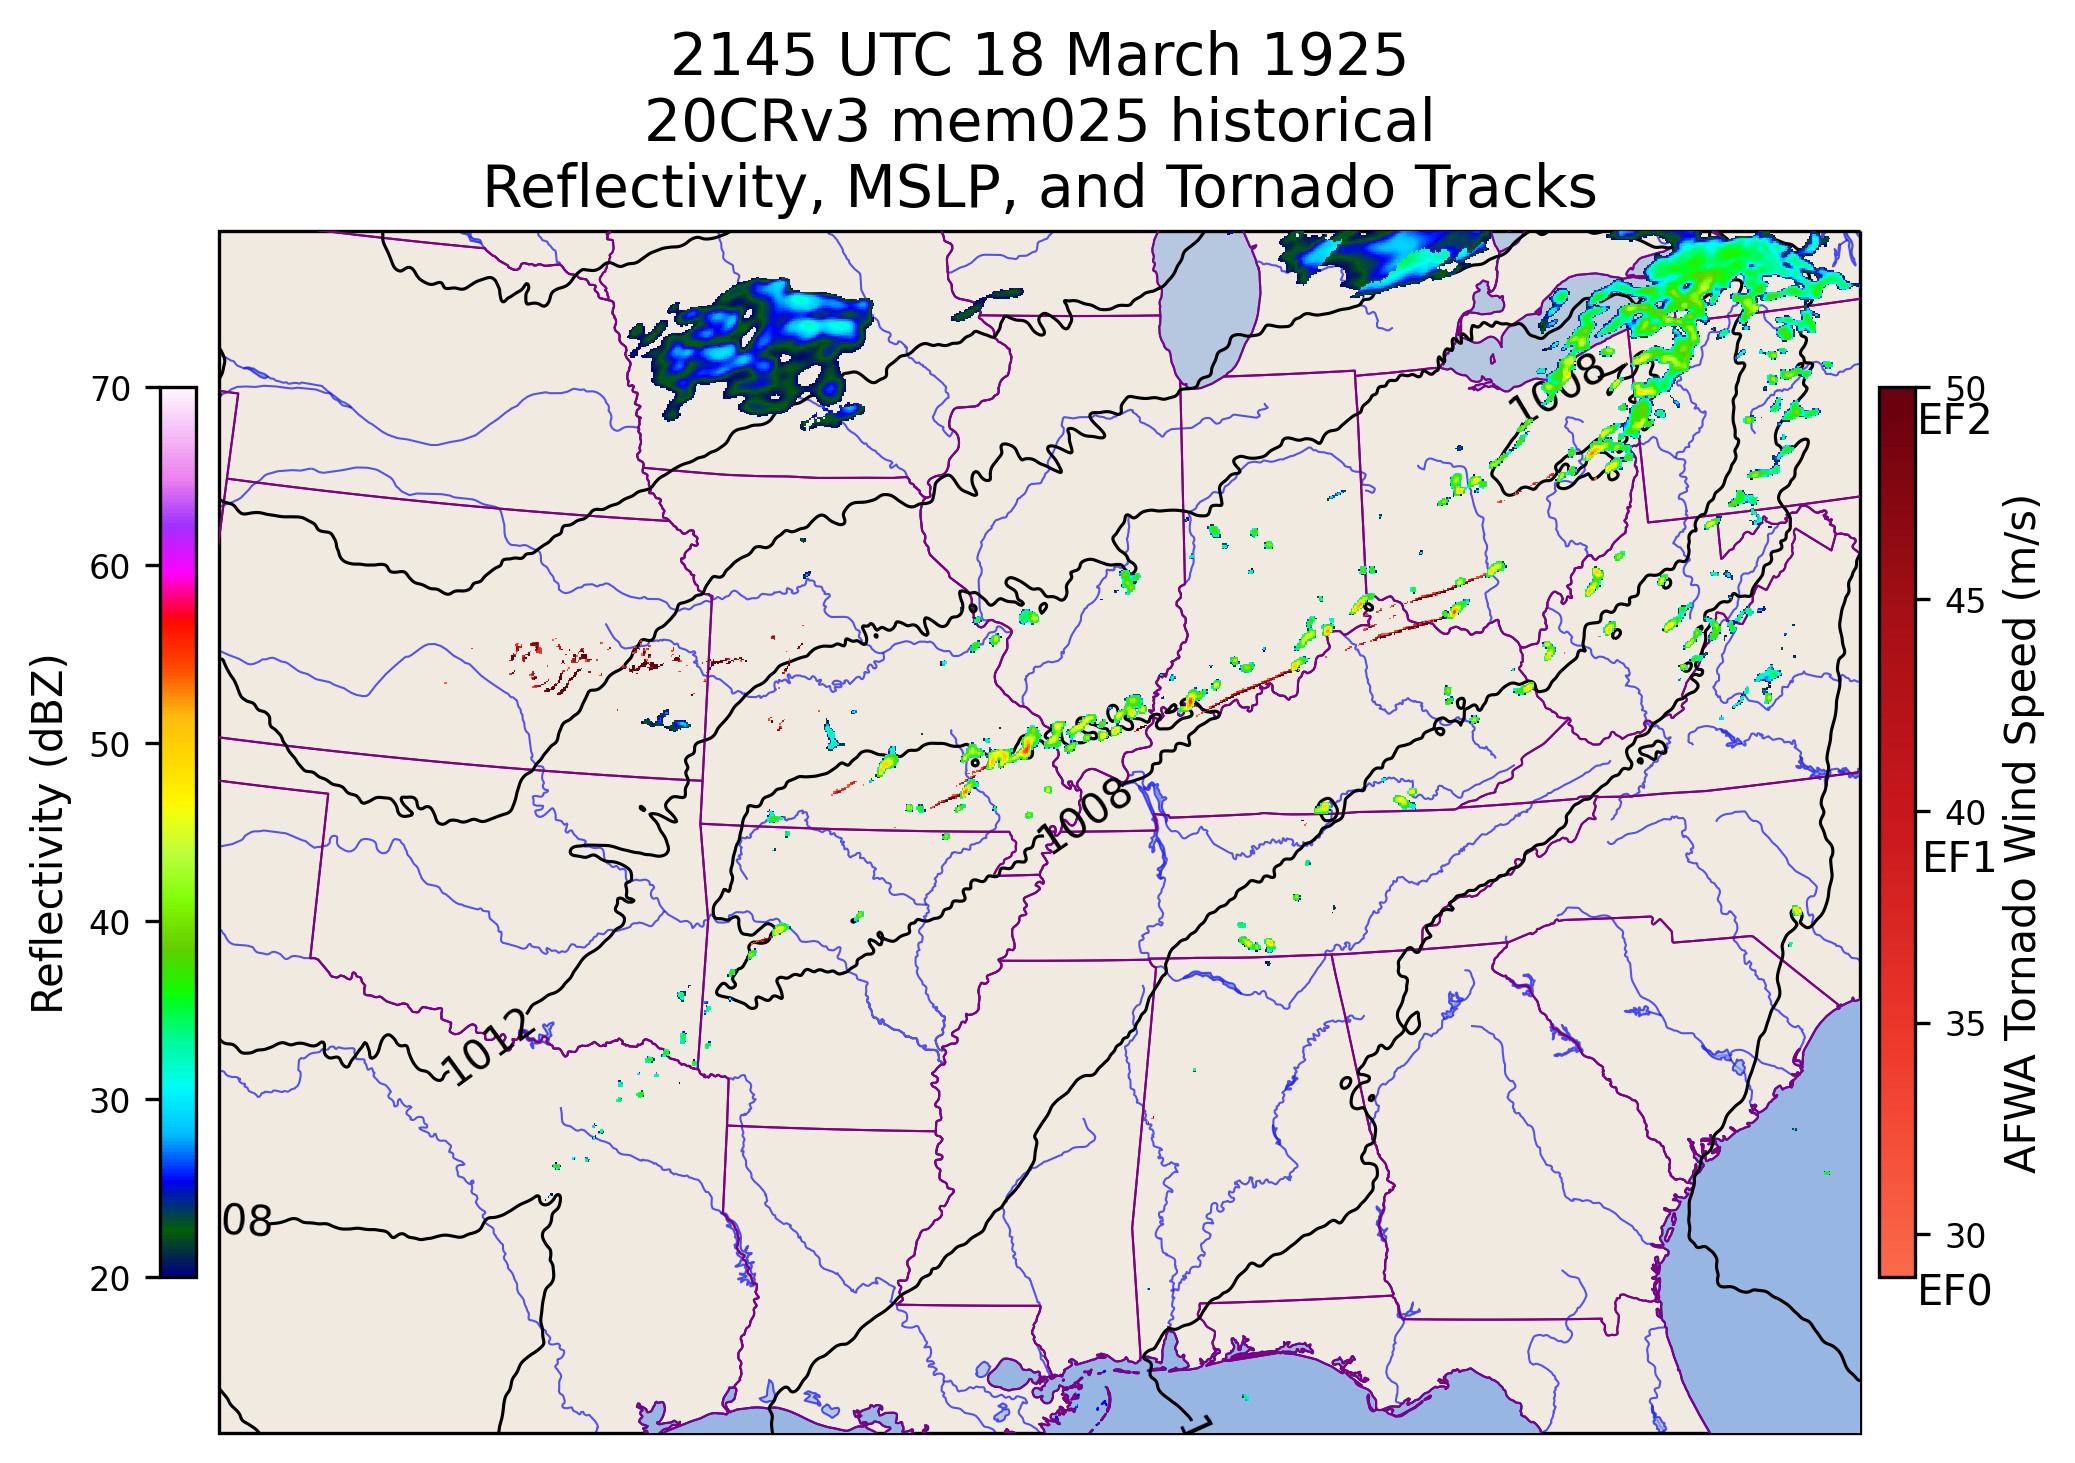 2145 UTC 18 March 1925
20CRv3 mem025 historical
Reflectivity, MSLP, and Tornado Tracks
Reflectivity (dBZ)
70
60
50
40
30
20
1008
1008
1012
08
50
EF2
45
40
EF1
35
30
EF0
AFWA Tornado Wind Speed (m/s)